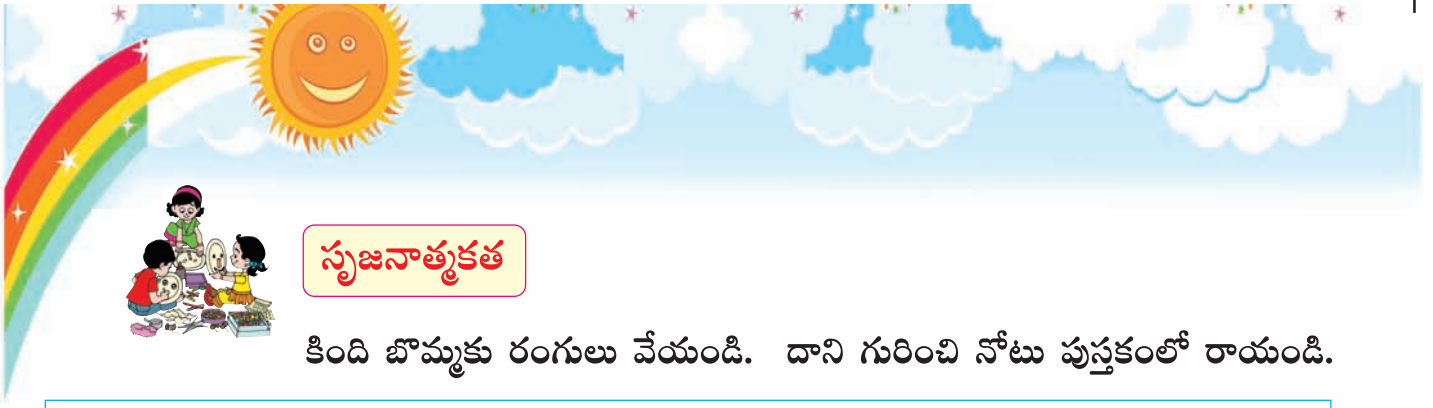 సృజనాత్మకత
కింది బొమ్మకు రంగులు వేయండి. దాని గురించి నోటు పుస్తకంలో రాయండి.